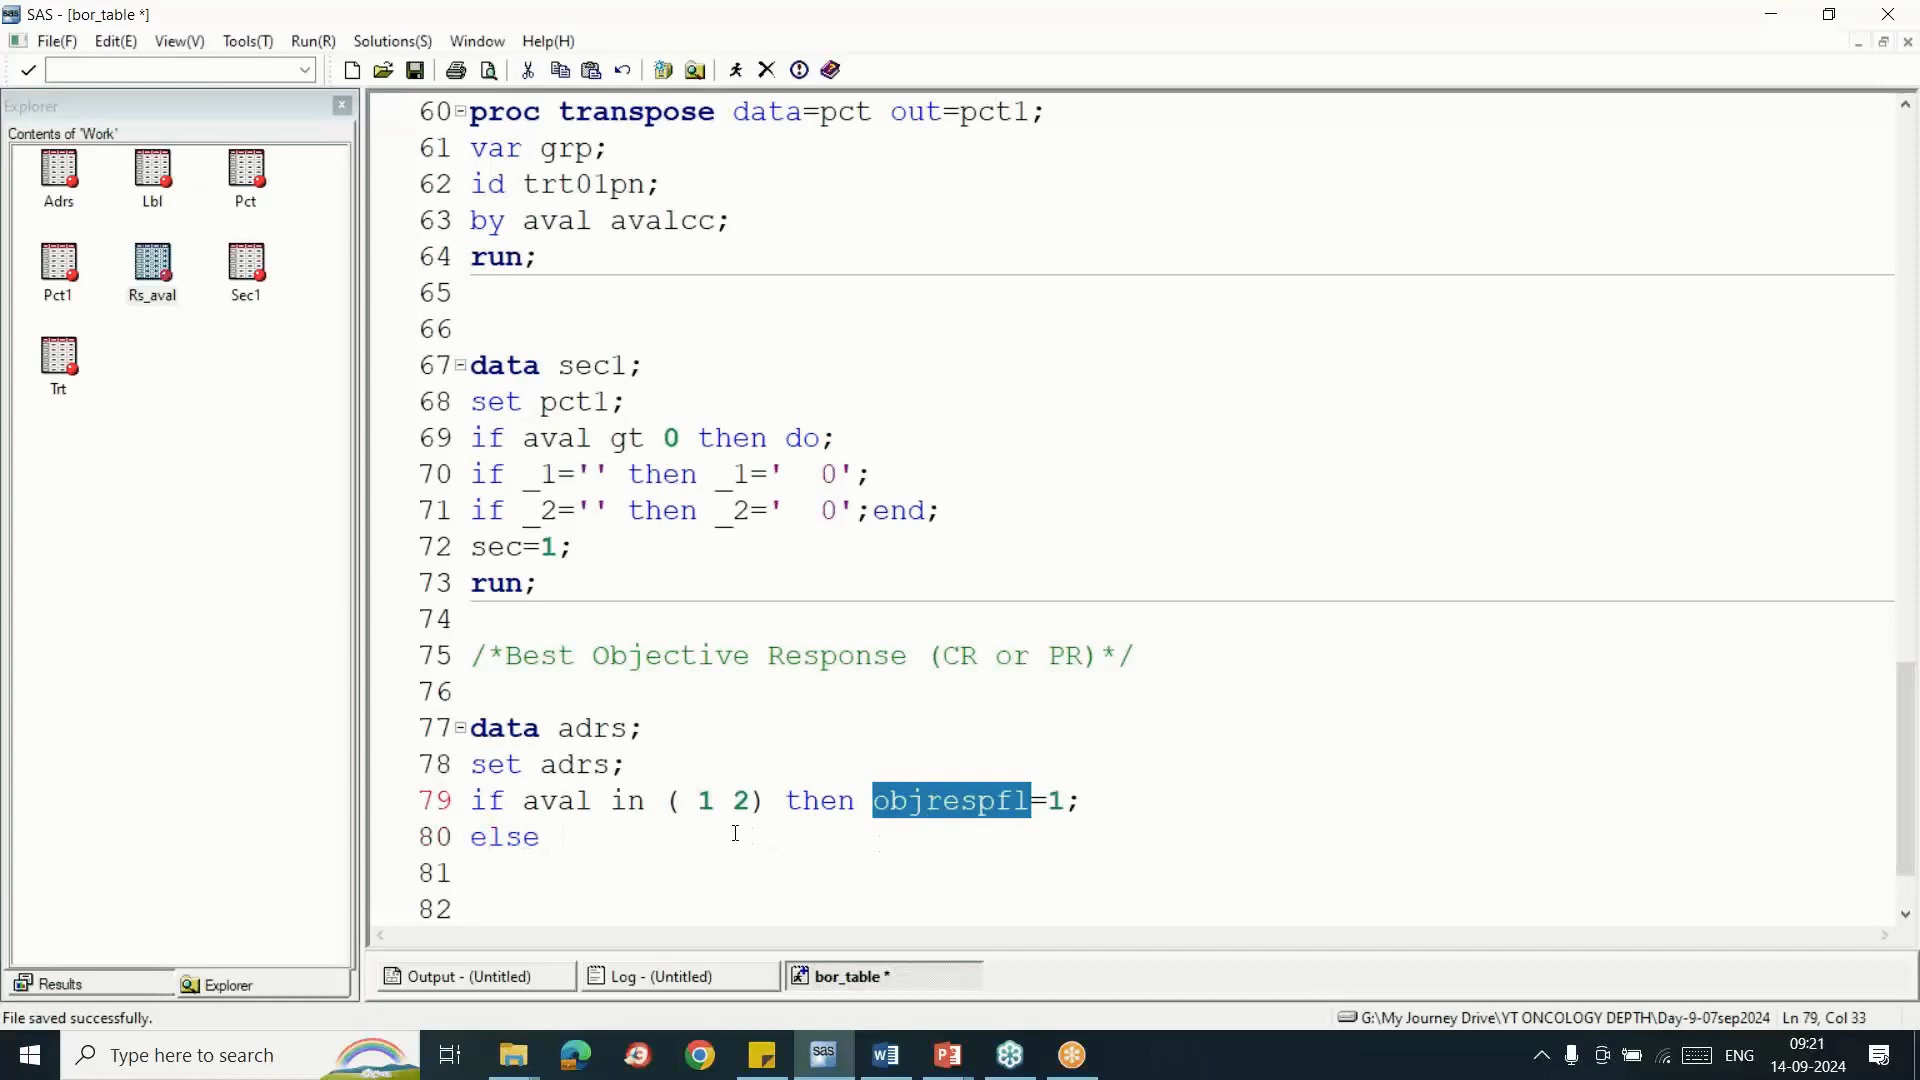 SAS - [bor_table *]
File(F) Edit(E) View(V) Tools(T) Run(R) Solutions(S) Window Help(H)
Explorer
Contents of 'Work'
Adrs Lbl Pct
Pct1 Rs_aval Sec1
Trt
60 proc transpose data=pct out=pct1;
61 var grp;
62 id trt01pn;
63 by aval avalcc;
64 run;
65
66
67 data sec1;
68 set pct1;
69 if aval gt 0 then do;
70 if _1='' then _1='  0';
71 if _2='' then _2='  0';end;
72 sec=1;
73 run;
74
75 /*Best Objective Response (CR or PR)*/
76
77 data adrs;
78 set adrs;
79 if aval in ( 1 2) then objrespfl=1;
80 else
81
82
Results Explorer
Output - (Untitled) Log - (Untitled) bor_table *
File saved successfully.
G:\My Journey Drive\YT ONCOLOGY DEPTH\Day-9-07sep2024 Ln 79, Col 33
Type here to search
ENG
09:21
14-09-2024